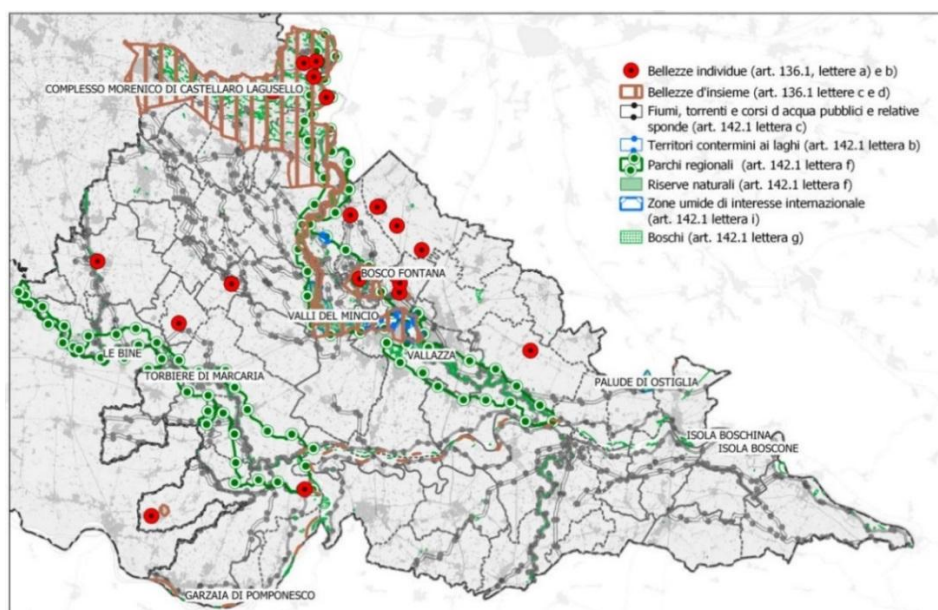 COMPLESSO MORENICO DI CASTELLARO LAGUSELLO
Bellezze individue (art. 136.1, lettere a) e b)
Bellezze d'insieme (art. 136.1 lettere c e d)
Fiumi, torrenti e corsi d acqua pubblici e relative
sponde (art. 142.1 lettera c)
Territori contermini ai laghi (art. 142.1 lettera b)
Parchi regionali (art. 142.1 lettera f)
Riserve naturali (art. 142.1 lettera f)
Zone umide di interesse internazionale
(art. 142.1 lettera i)
Boschi (art. 142.1 lettera g)
BOSCO FONTANA
VALLI DEL MINCIO
LE BINE
VALLAZZA
TORBIERE DI MARCARIA
PALUDE DI OSTIGLIA
ISOLA BOSCHINA
ISOLA BOSCONE
GARZAIA DI POMPONESCO